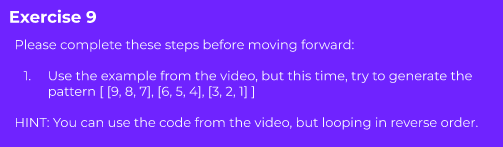 Exercise 9
Please complete these steps before moving forward:
1. Use the example from the video, but this time, try to generate the
pattern [ [9, 8, 7], [6, 5, 4], [3, 2, 1] ]
HINT: You can use the code from the video, but looping in reverse order.